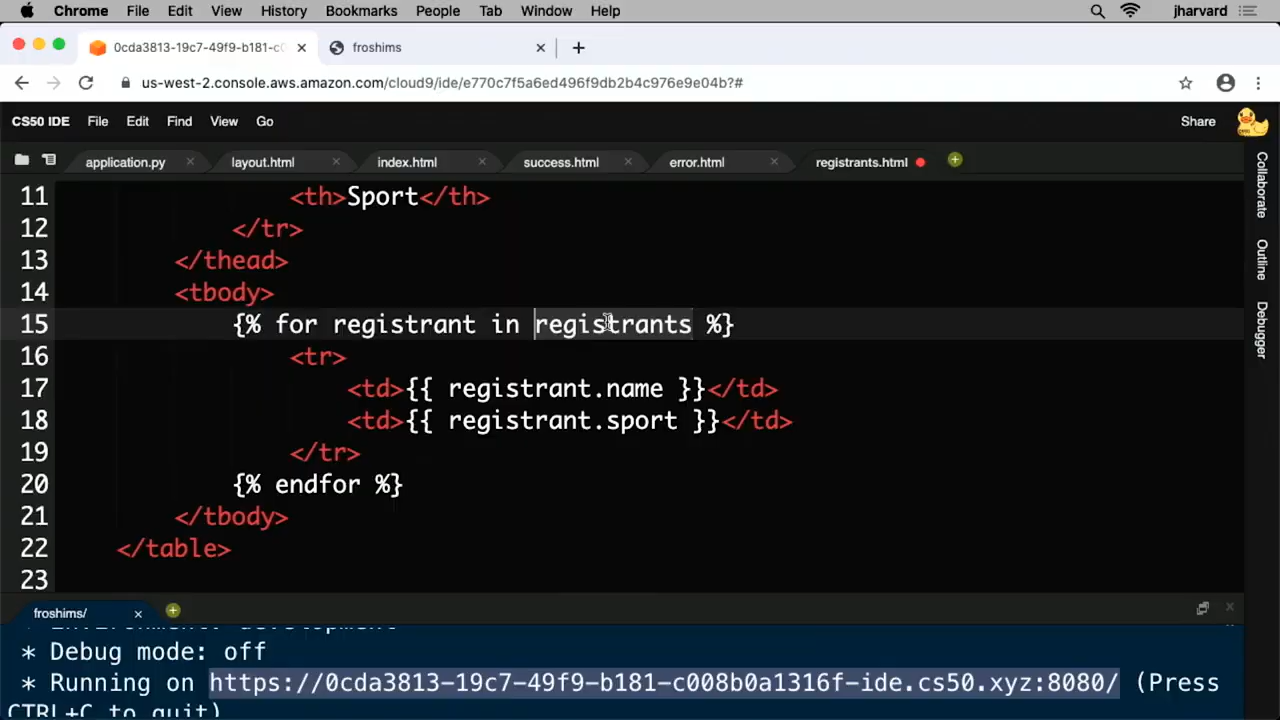 Chrome File Edit View History Bookmarks People Tab Window Help jharvard
0cda3813-19c7-49f9-b181-c0 froshims
us-west-2.console.aws.amazon.com/cloud9/ide/e770c7f5a6ed496f9db2b4c976e9e04b?#
CS50 IDE File Edit Find View Go Share
application.py layout.html index.html success.html error.html registrants.html
11 <th>Sport</th>
12 </tr>
13 </thead>
14 <tbody>
15 {% for registrant in registrants %}
16 <tr>
17 <td>{{ registrant.name }}</td>
18 <td>{{ registrant.sport }}</td>
19 </tr>
20 {% endfor %}
21 </tbody>
22 </table>
23
Collaborate
Outline
Debugger
froshims/
* Environment: development
* Debug mode: off
* Running on https://0cda3813-19c7-49f9-b181-c008b0a1316f-ide.cs50.xyz:8080/ (Press
CTRL+C to quit)